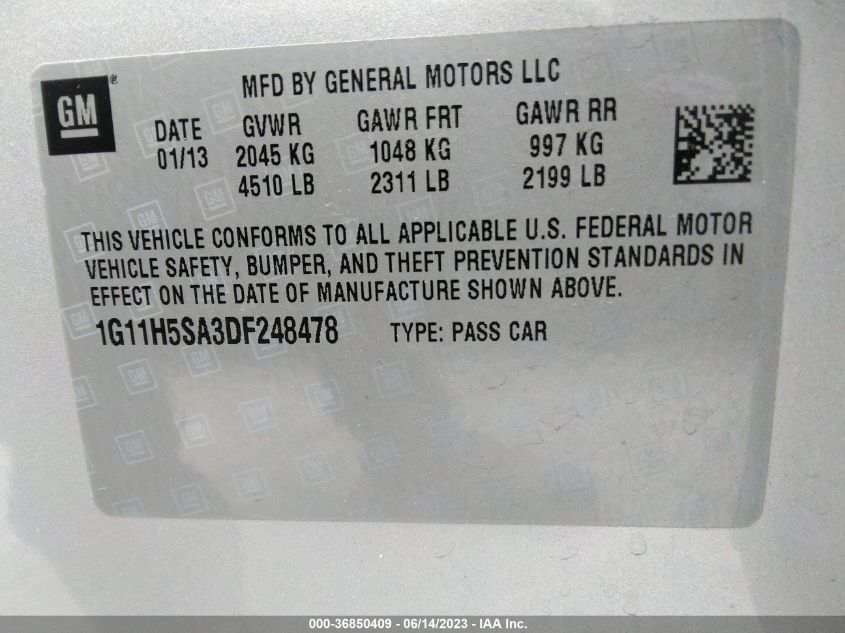 GM®
MFD BY GENERAL MOTORS LLC
DATE GVWR GAWR FRT GAWR RR
01/13 2045 KG 1048 KG 997 KG
4510 LB 2311 LB 2199 LB
THIS VEHICLE CONFORMS TO ALL APPLICABLE U.S. FEDERAL MOTOR
VEHICLE SAFETY, BUMPER, AND THEFT PREVENTION STANDARDS IN
EFFECT ON THE DATE OF MANUFACTURE SHOWN ABOVE.
1G11H5SA3DF248478 TYPE: PASS CAR
000-36850409 - 06/14/2023 - IAA Inc.